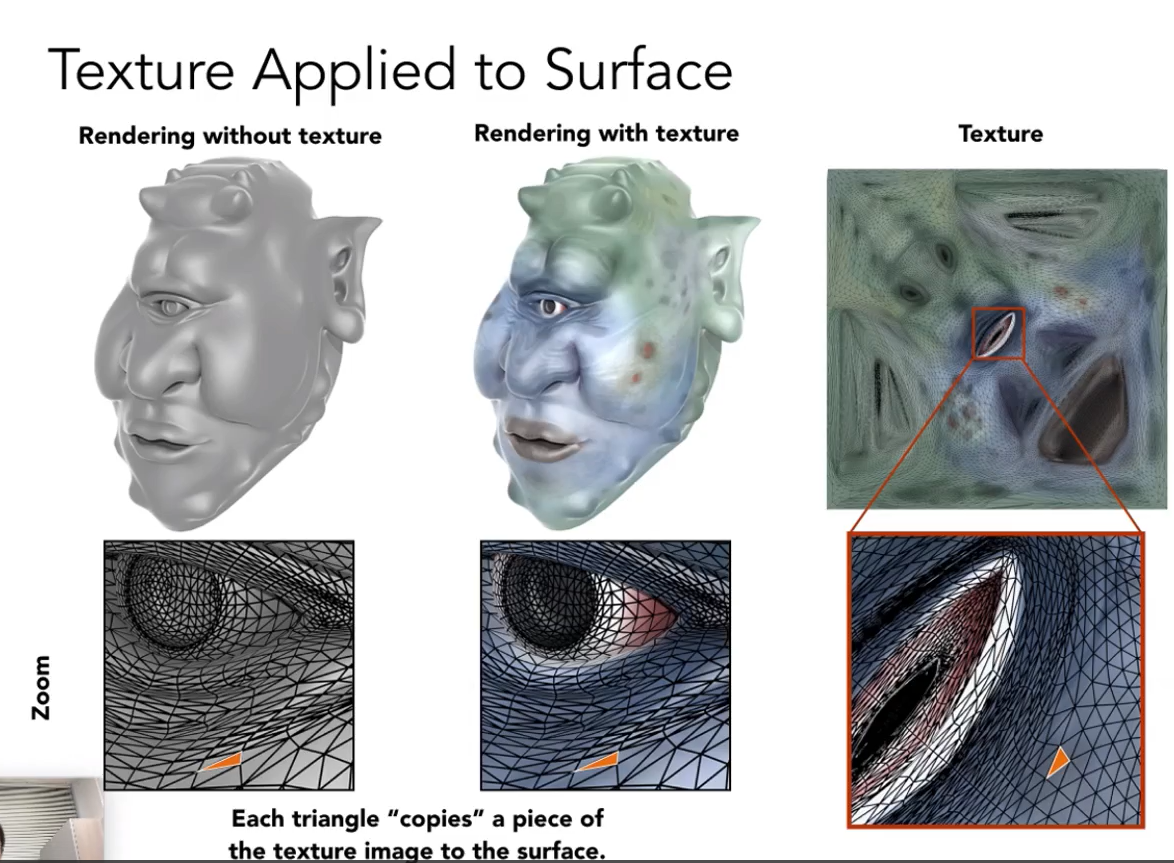 Texture Applied to Surface
Rendering without texture
Rendering with texture
Texture
Zoom
Each triangle “copies” a piece of
the texture image to the surface.